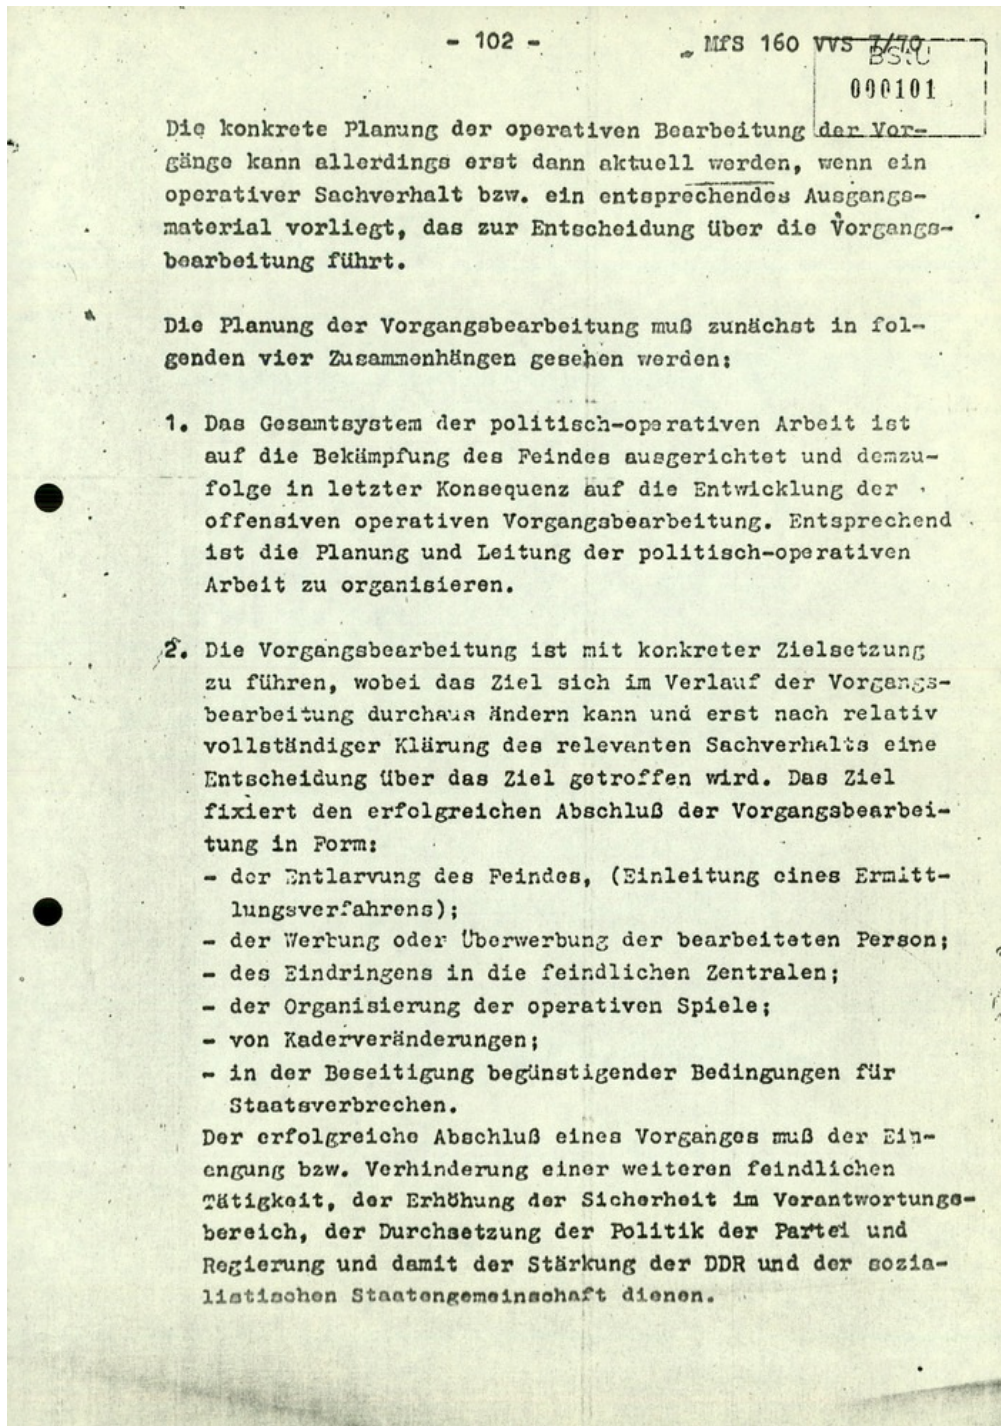 - 102 -
MfS 160 VVS 7/70
BStU
000101
Die konkrete Planung der operativen Bearbeitung der Vor-
gänge kann allerdings erst dann aktuell werden, wenn ein
operativer Sachverhalt bzw. ein entsprechendes Ausgangs-
material vorliegt, das zur Entscheidung über die Vorgangs-
bearbeitung führt.
Die Planung der Vorgangsbearbeitung muß zunächst in fol-
genden vier Zusammenhängen gesehen werden:
1. Das Gesamtsystem der politisch-operativen Arbeit ist
auf die Bekämpfung des Feindes ausgerichtet und demzu-
folge in letzter Konsequenz auf die Entwicklung der
offensiven operativen Vorgangsbearbeitung. Entsprechend
ist die Planung und Leitung der politisch-operativen
Arbeit zu organisieren.
2. Die Vorgangsbearbeitung ist mit konkreter Zielsetzung
zu führen, wobei das Ziel sich im Verlauf der Vorgangs-
bearbeitung durchaus ändern kann und erst nach relativ
vollständiger Klärung des relevanten Sachverhalts eine
Entscheidung über das Ziel getroffen wird. Das Ziel
fixiert den erfolgreichen Abschluß der Vorgangsbearbei-
tung in Form:
- der Entlarvung des Feindes, (Einleitung eines Ermitt-
lungsverfahrens);
- der Werbung oder Überwerbung der bearbeiteten Person;
- des Eindringens in die feindlichen Zentralen;
- der Organisierung der operativen Spiele;
- von Kaderveränderungen;
- in der Beseitigung begünstigender Bedingungen für
Staatsverbrechen.
Der erfolgreiche Abschluß eines Vorganges muß der Ein-
engung bzw. Verhinderung einer weiteren feindlichen
Tätigkeit, der Erhöhung der Sicherheit im Verantwortungs-
bereich, der Durchsetzung der Politik der Partei und
Regierung und damit der Stärkung der DDR und der sozia-
listischen Staatengemeinschaft dienen.